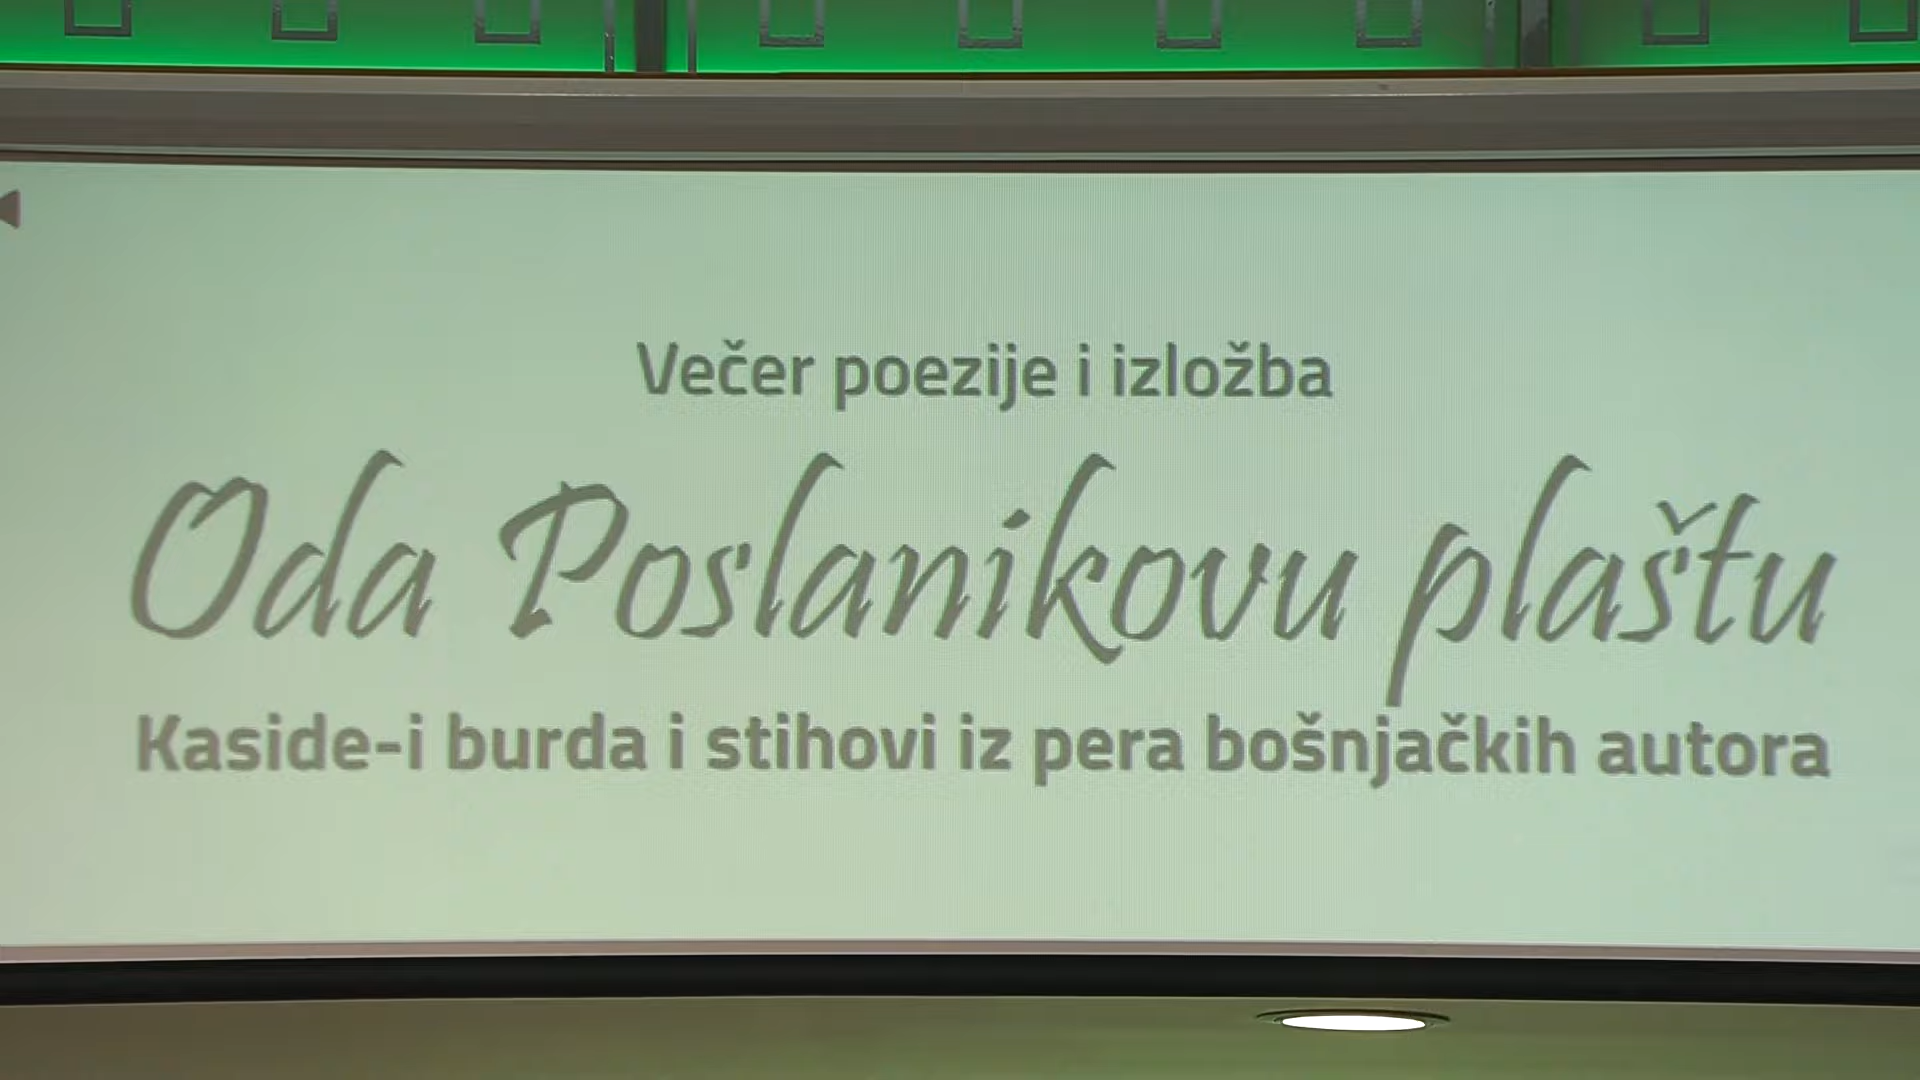 Večer poezije i izložba
Oda Poslanikovu plaštu
Kaside-i burda i stihovi iz pera bošnjačkih autora